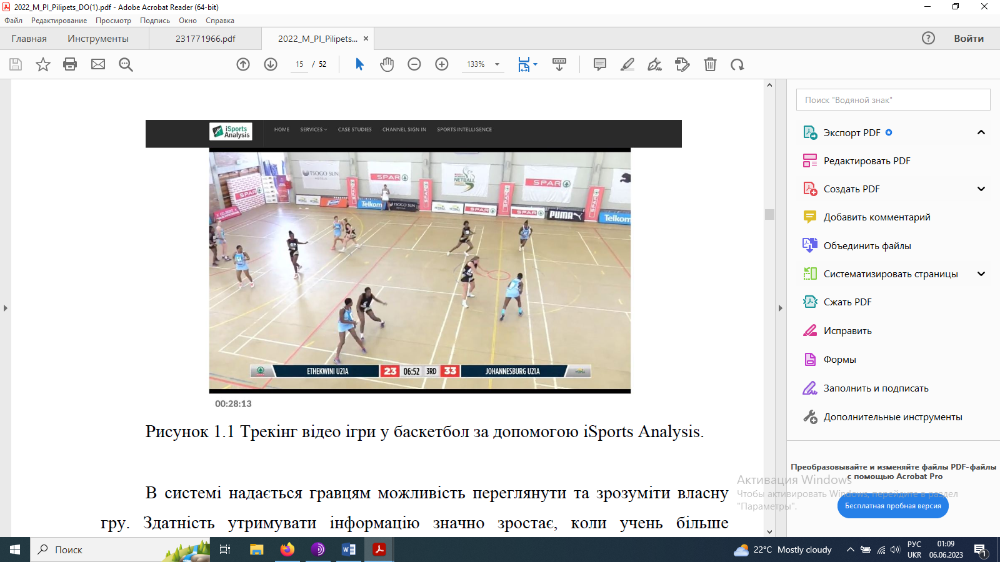 2022_M_PI_Pilipets_DO(1).pdf - Adobe Acrobat Reader (64-bit)
Файл Редактирование Просмотр Подпись Окно Справка
Главная Инструменты 231771966.pdf 2022_M_PI_Pilipets... × Войти
15 / 52 133%
iSports Analysis
HOME SERVICES CASE STUDIES CHANNEL SIGN IN SPORTS INTELLIGENCE
TSOGO SUN
HOTELS
SPAR
NETBALL
SPAR
SPAR
Telkom
TSOGO SUN
SPAR
SPAR
PUMA
Telkom
ETHEKWINI U21A 23 06:52 3RD 33 JOHANNESBURG U21A
00:28:13
Рисунок 1.1 Трекінг відео ігри у баскетбол за допомогою iSports Analysis.
В системі надається гравцям можливість переглянути та зрозуміти власну
гру. Здатність утримувати інформацію значно зростає, коли учень більше
Поиск "Водяной знак"
Экспорт PDF
Редактировать PDF
Создать PDF
Добавить комментарий
Объединить файлы
Систематизировать страницы
Сжать PDF
Исправить
Формы
Заполнить и подписать
Дополнительные инструменты
Преобразовывайте и изменяйте файлы PDF-файлы
с помощью Acrobat Pro
Бесплатная пробная версия
Активация Windows
Чтобы активировать Windows, перейдите в раздел
"Параметры".
Поиск
22°C Mostly cloudy
РУС
UKR
01:09
06.06.2023
1